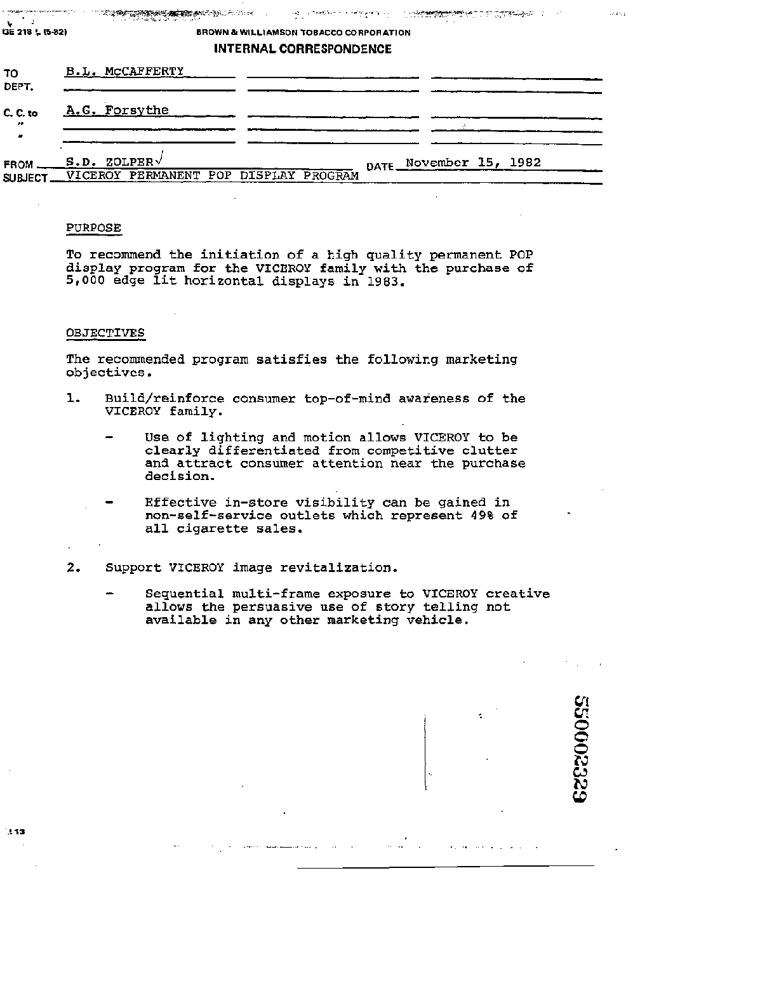 BROWN & WILLIAMSON TOBACCO CORPORATION
INTERNAL CORRESPONDENCE
TO B.L. McCAFFERTY
DEPT.
C. C. to A.G. Forsythe
"
"
FROM S.D. ZOLPER√ DATE November 15, 1982
SUBJECT VICEROY PERMANENT POP DISPLAY PROGRAM
PURPOSE
To recommend the initiation of a high quality permanent POP
display program for the VICEROY family with the purchase of
5,000 edge lit horizontal displays in 1983.
OBJECTIVES
The recommended program satisfies the following marketing
objectives.
1. Build/reinforce consumer top-of-mind awareness of the
VICEROY family.
- Use of lighting and motion allows VICEROY to be
clearly differentiated from competitive clutter
and attract consumer attention near the purchase
decision.
- Effective in-store visibility can be gained in
non-self-service outlets which represent 49% of
all cigarette sales.
2. Support VICEROY image revitalization.
- Sequential multi-frame exposure to VICEROY creative
allows the persuasive use of story telling not
available in any other marketing vehicle.
550002329